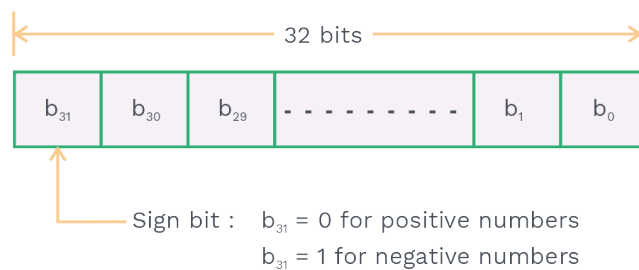 32 bits
b₃₁ b₃₀ b₂₉ - - - - - - - - - b₁ b₀
Sign bit : b₃₁ = 0 for positive numbers
b₃₁ = 1 for negative numbers